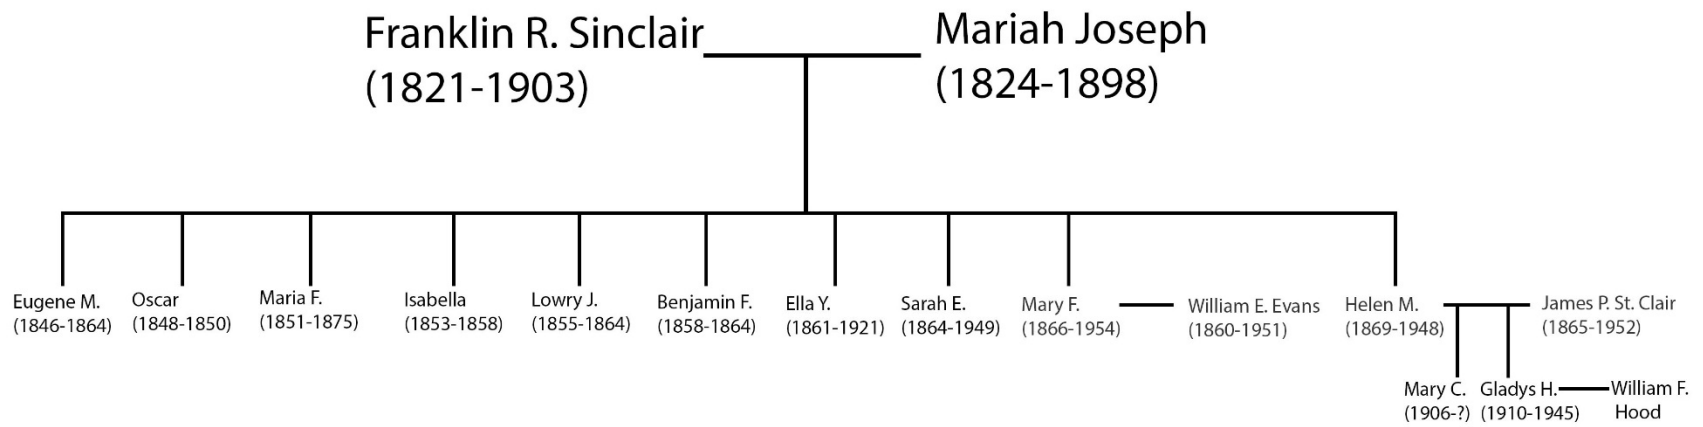 Franklin R. Sinclair
(1821-1903)
Mariah Joseph
(1824-1898)
Eugene M.
(1846-1864)
Oscar
(1848-1850)
Maria F.
(1851-1875)
Isabella
(1853-1858)
Lowry J.
(1855-1864)
Benjamin F.
(1858-1864)
Ella Y.
(1861-1921)
Sarah E.
(1864-1949)
Mary F.
(1866-1954)
William E. Evans
(1860-1951)
Helen M.
(1869-1948)
James P. St. Clair
(1865-1952)
Mary C.
(1906-?)
Gladys H.
(1910-1945)
William F.
Hood